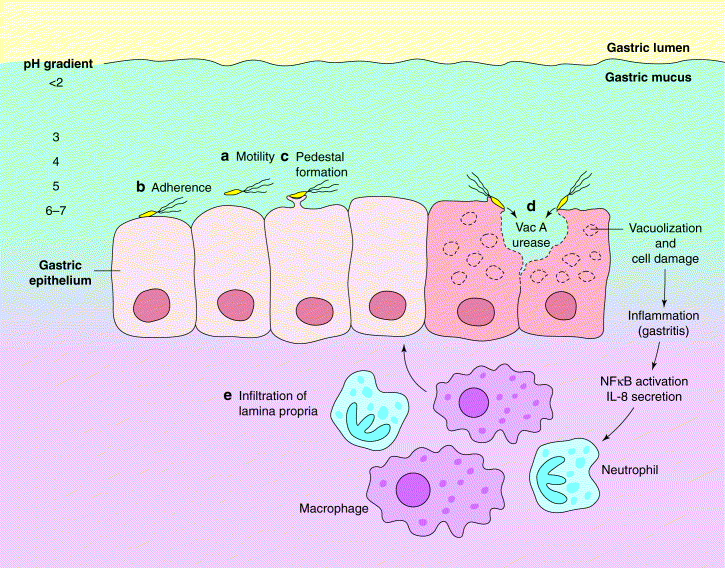 Gastric lumen
pH gradient
Gastric mucus
<2
3
4
5
6–7
a Motility
c Pedestal
formation
b Adherence
d
Vac A
urease
Vacuolization
and
cell damage
Gastric
epithelium
Inflammation
(gastritis)
NFκB activation
IL-8 secretion
e Infiltration of
lamina propria
Neutrophil
Macrophage